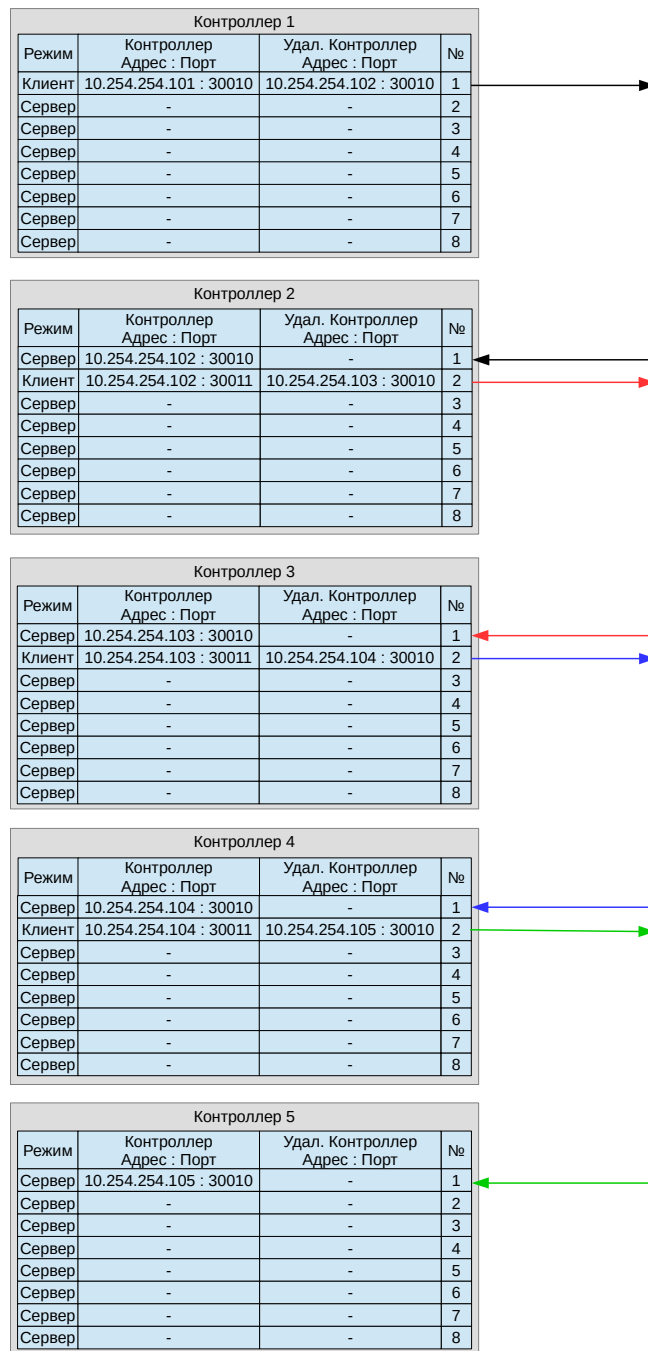 Контроллер 1
Режим Контроллер Адрес : Порт Удал. Контроллер Адрес : Порт №
Клиент 10.254.254.101 : 30010 10.254.254.102 : 30010 1
Сервер - - 2
Сервер - - 3
Сервер - - 4
Сервер - - 5
Сервер - - 6
Сервер - - 7
Сервер - - 8
Контроллер 2
Режим Контроллер Адрес : Порт Удал. Контроллер Адрес : Порт №
Сервер 10.254.254.102 : 30010 - 1
Клиент 10.254.254.102 : 30011 10.254.254.103 : 30010 2
Сервер - - 3
Сервер - - 4
Сервер - - 5
Сервер - - 6
Сервер - - 7
Сервер - - 8
Контроллер 3
Режим Контроллер Адрес : Порт Удал. Контроллер Адрес : Порт №
Сервер 10.254.254.103 : 30010 - 1
Клиент 10.254.254.103 : 30011 10.254.254.104 : 30010 2
Сервер - - 3
Сервер - - 4
Сервер - - 5
Сервер - - 6
Сервер - - 7
Сервер - - 8
Контроллер 4
Режим Контроллер Адрес : Порт Удал. Контроллер Адрес : Порт №
Сервер 10.254.254.104 : 30010 - 1
Клиент 10.254.254.104 : 30011 10.254.254.105 : 30010 2
Сервер - - 3
Сервер - - 4
Сервер - - 5
Сервер - - 6
Сервер - - 7
Сервер - - 8
Контроллер 5
Режим Контроллер Адрес : Порт Удал. Контроллер Адрес : Порт №
Сервер 10.254.254.105 : 30010 - 1
Сервер - - 2
Сервер - - 3
Сервер - - 4
Сервер - - 5
Сервер - - 6
Сервер - - 7
Сервер - - 8